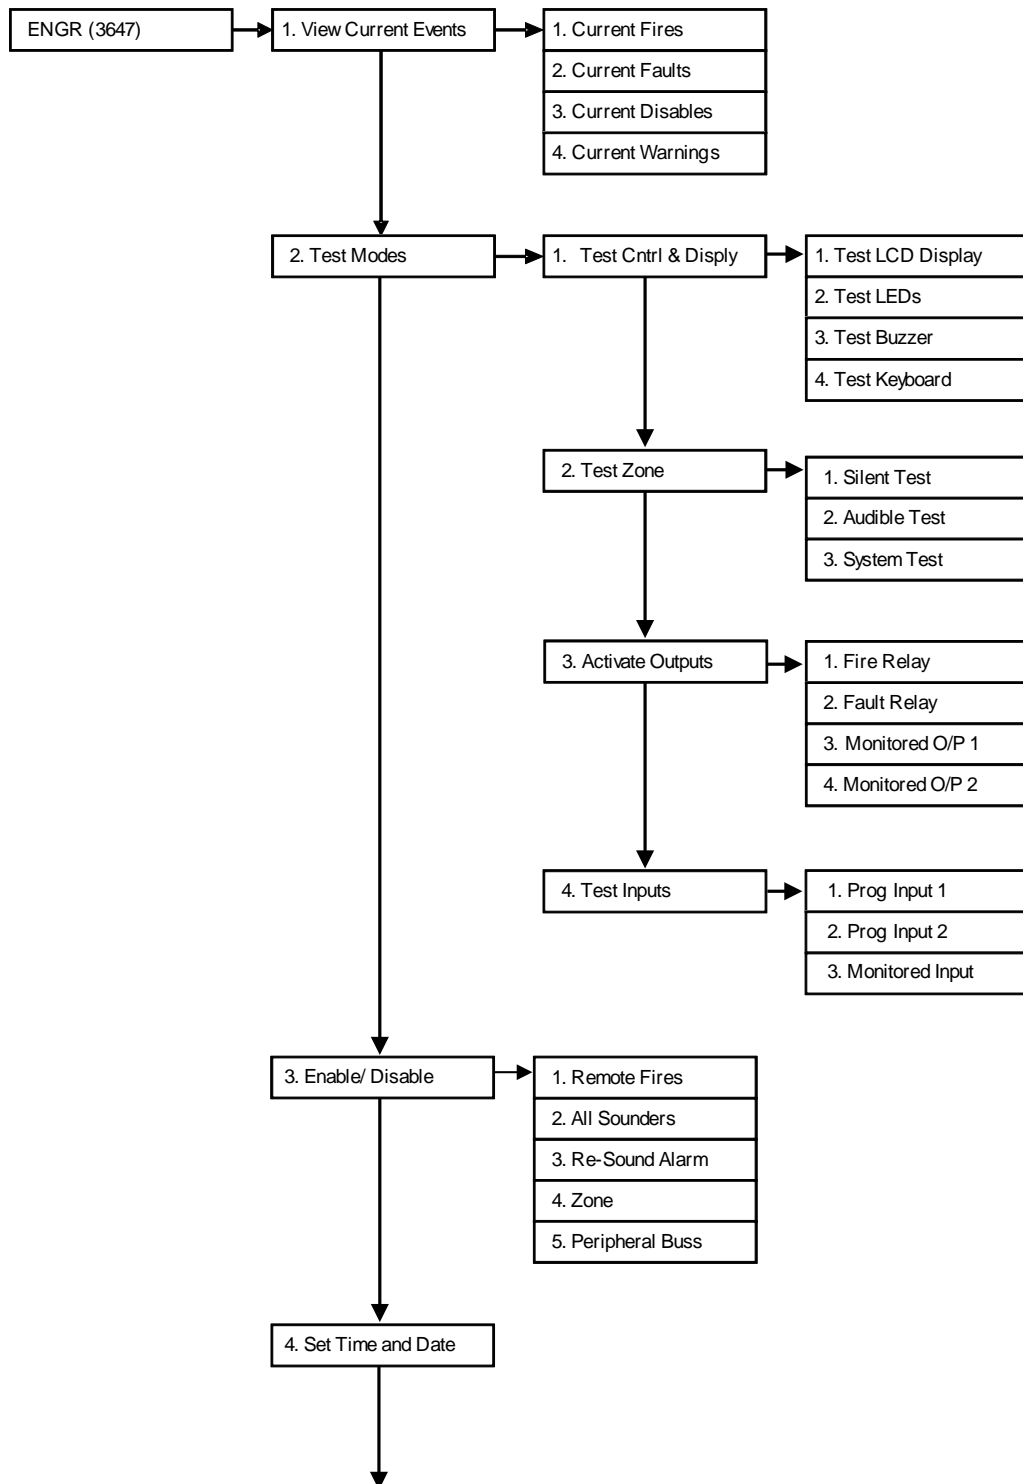 ENGR (3647)
1. View Current Events
1. Current Fires
2. Current Faults
3. Current Disables
4. Current Warnings
2. Test Modes
1. Test Cntrl & Disply
1. Test LCD Display
2. Test LEDs
3. Test Buzzer
4. Test Keyboard
2. Test Zone
1. Silent Test
2. Audible Test
3. System Test
3. Activate Outputs
1. Fire Relay
2. Fault Relay
3. Monitored O/P 1
4. Monitored O/P 2
4. Test Inputs
1. Prog Input 1
2. Prog Input 2
3. Monitored Input
3. Enable/ Disable
1. Remote Fires
2. All Sounders
3. Re-Sound Alarm
4. Zone
5. Peripheral Buss
4. Set Time and Date